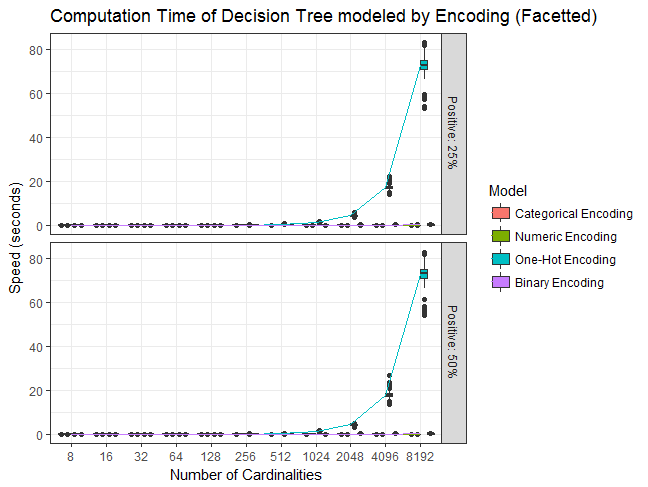 Computation Time of Decision Tree modeled by Encoding (Facetted)
Speed (seconds)
80
60
40
20
0
Positive: 25%
80
60
40
20
0
Positive: 50%
8 16 32 64 128 256 512 1024 2048 4096 8192
Number of Cardinalities
Model
Categorical Encoding
Numeric Encoding
One-Hot Encoding
Binary Encoding